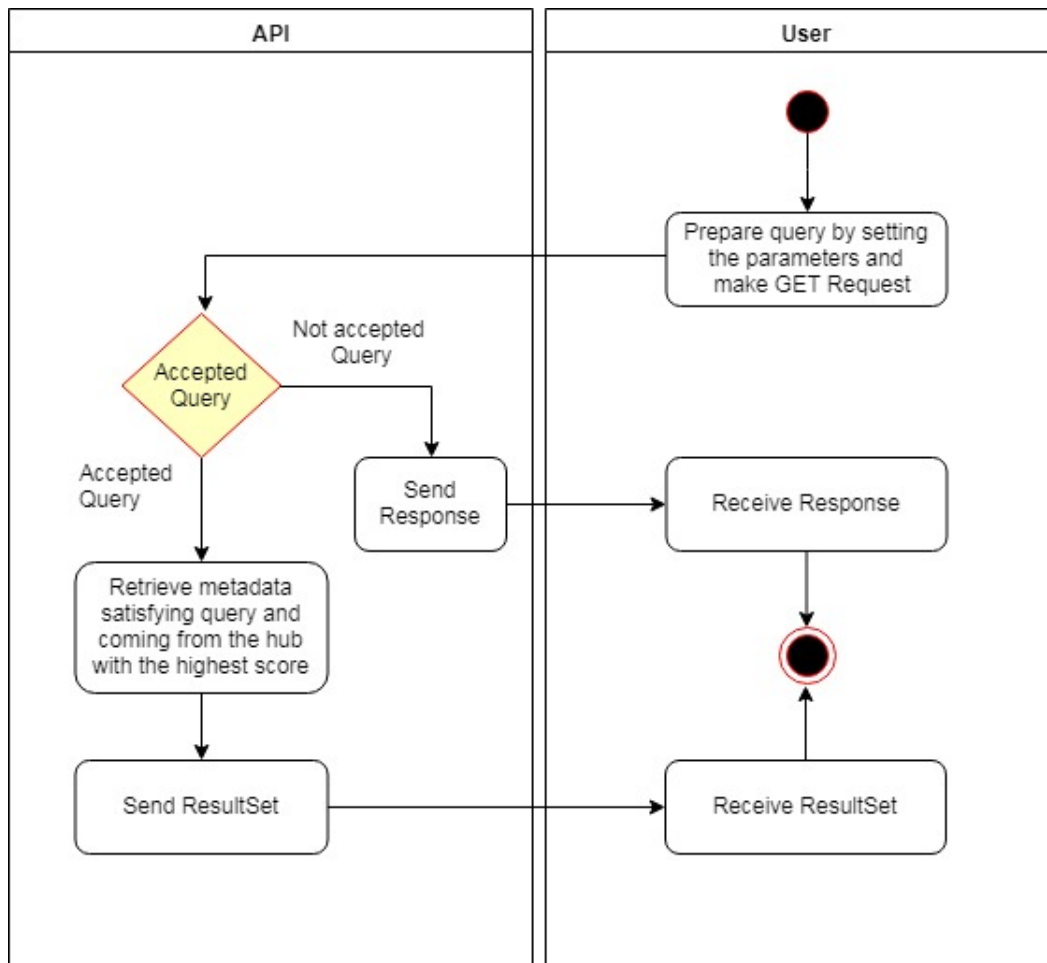 API
User
Prepare query by setting
the parameters and
make GET Request
Not accepted
Query
Accepted
Query
Accepted
Query
Send
Response
Receive Response
Retrieve metadada
satisfying query and
coming from the hub
with the highest score
Send ResultSet
Receive ResultSet